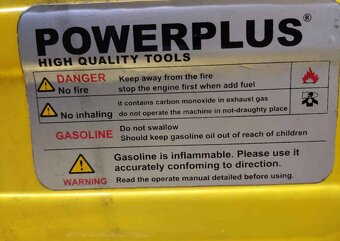 POWERPLUS®
HIGH QUALITY TOOLS
DANGER Keep away from the fire
No fire stop the engine first when add fuel
No inhaling it contains carbon monoxide in exhaust gat
do not operate the machine in not-draughty place
GASOLINE Do not swallow
Should keep gasoline oil out of reach of children
Gasoline is inflammable. Please use it
accurately confoming to direction.
WARNING Read the operate manual detailed before using.